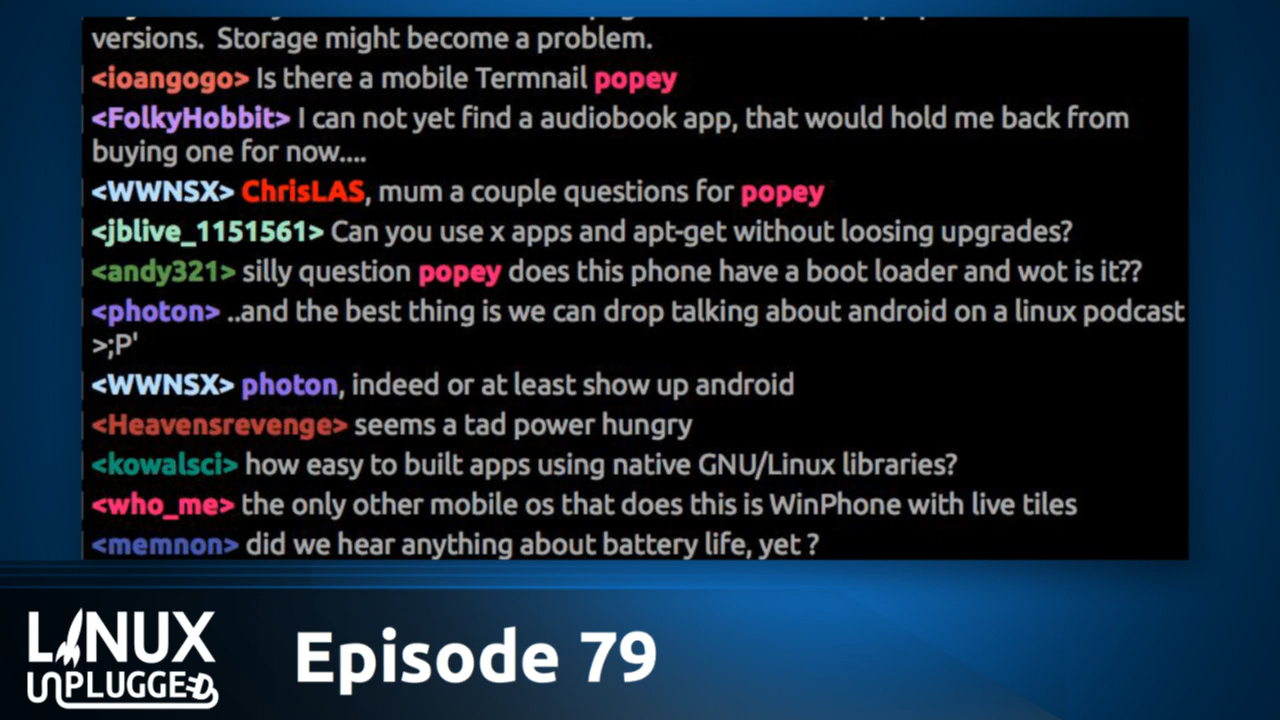 versions. Storage might become a problem.
<ioangogo> Is there a mobile Termnail popey
<FolkyHobbit> I can not yet find a audiobook app, that would hold me back from
buying one for now....
<WWNSX> ChrisLAS, mum a couple questions for popey
<jblive_1151561> Can you use x apps and apt-get without loosing upgrades?
<andy321> silly question popey does this phone have a boot loader and wot is it??
<photon> ..and the best thing is we can drop talking about android on a linux podcast
>;P'
<WWNSX> photon, indeed or at least show up android
<Heavensrevenge> seems a tad power hungry
<kowalsci> how easy to built apps using native GNU/Linux libraries?
<who_me> the only other mobile os that does this is WinPhone with live tiles
<memnon> did we hear anything about battery life, yet ?
LINUX
UNPLUGGED
Episode 79